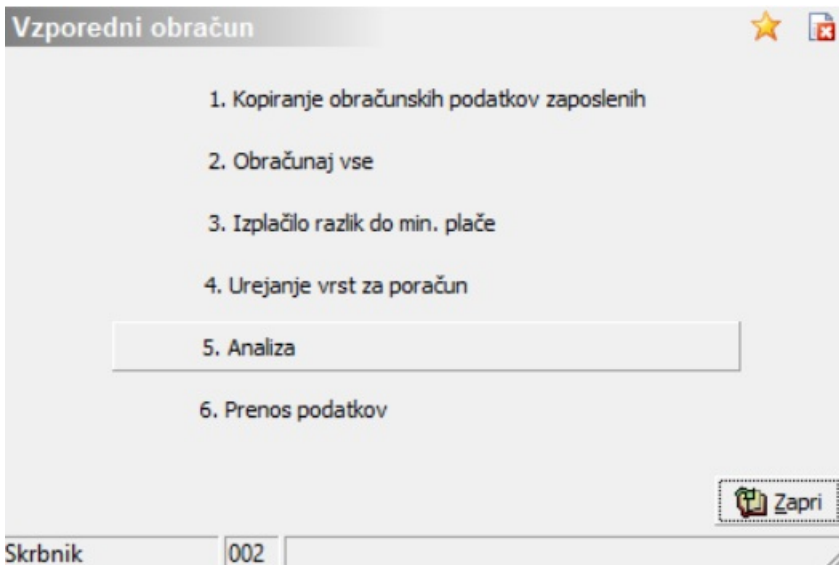 Vzporedni obračun
1. Kopiranje obračunskih podatkov zaposlenih
2. Obračunaj vse
3. Izplačilo razlik do min. plače
4. Urejanje vrst za poračun
5. Analiza
6. Prenos podatkov
Zapri
Skrbnik 002